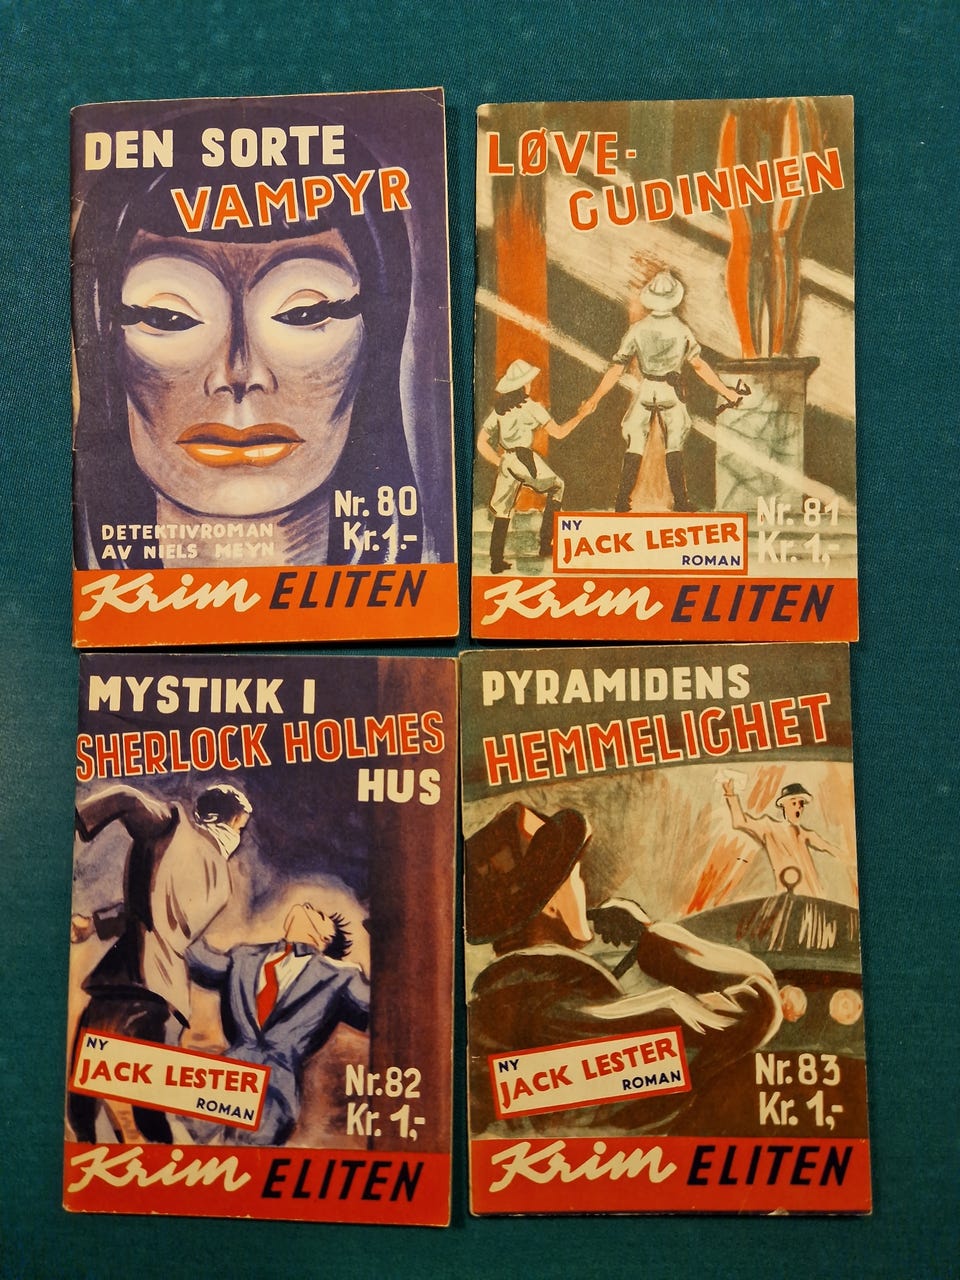 DEN SORTE
VAMPYR
Nr. 80
Kr. 1.-
DETEKTIVROMAN
AV NIELS MEYN
Krim ELITEN
LØVE-
GUDINNEN
Nr. 81
Kr. 1,-
NY
JACK LESTER
ROMAN
Krim ELITEN
MYSTIKK I
SHERLOCK HOLMES
HUS
NY
JACK LESTER
ROMAN
Nr. 82
Kr. 1,-
Krim ELITEN
PYRAMIDENS
HEMMELIGHET
NY
JACK LESTER
ROMAN
Nr. 83
Kr. 1,-
Krim ELITEN